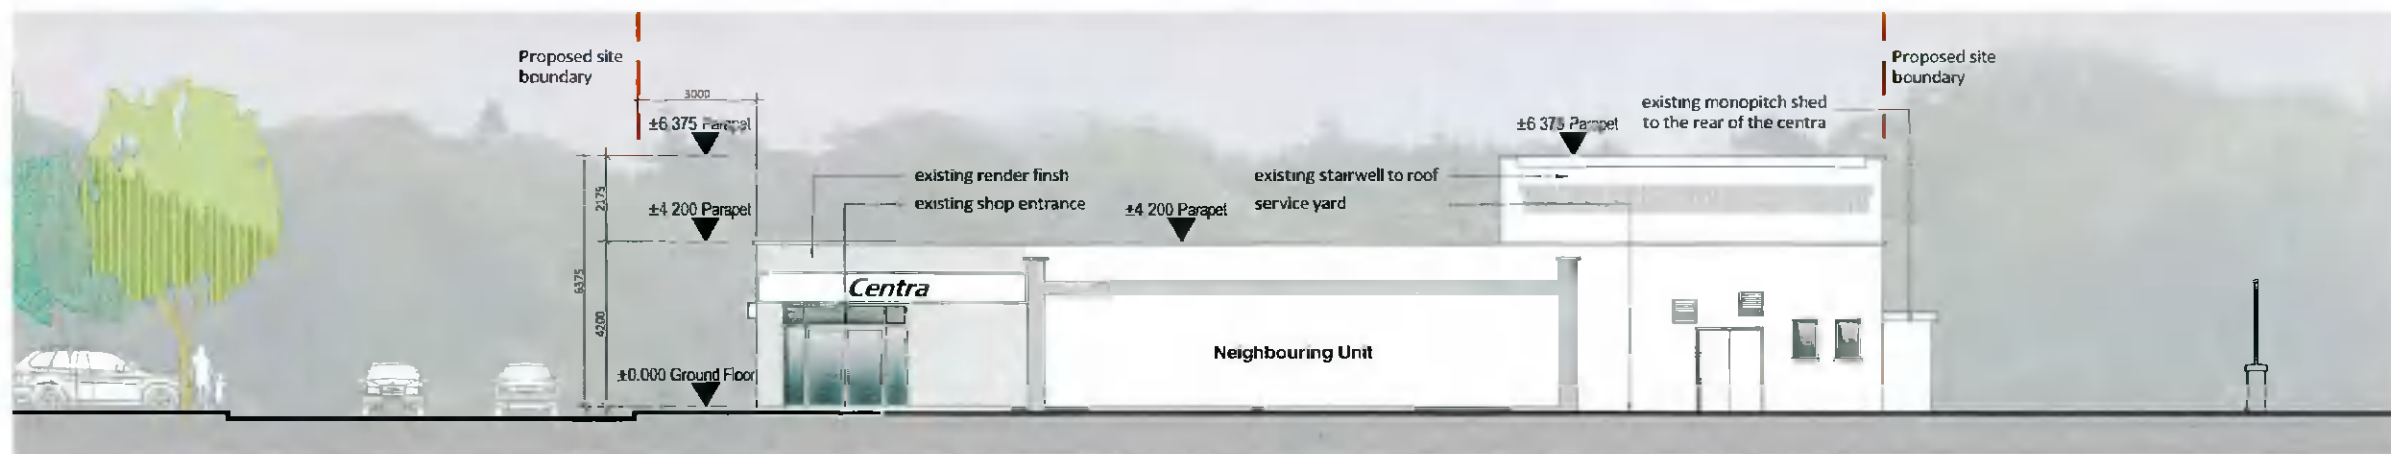 Proposed site
boundary
Proposed site
boundary
3000
existing monopitch shed
to the rear of the centra
±6 375 Parapet
±6 375 Parapet
existing render finsh
existing stairwell to roof
2175
±4 200 Parapet
existing shop entrance
±4 200 Parapet
service yard
6375
Centra
4200
Neighbouring Unit
±0.000 Ground Floor